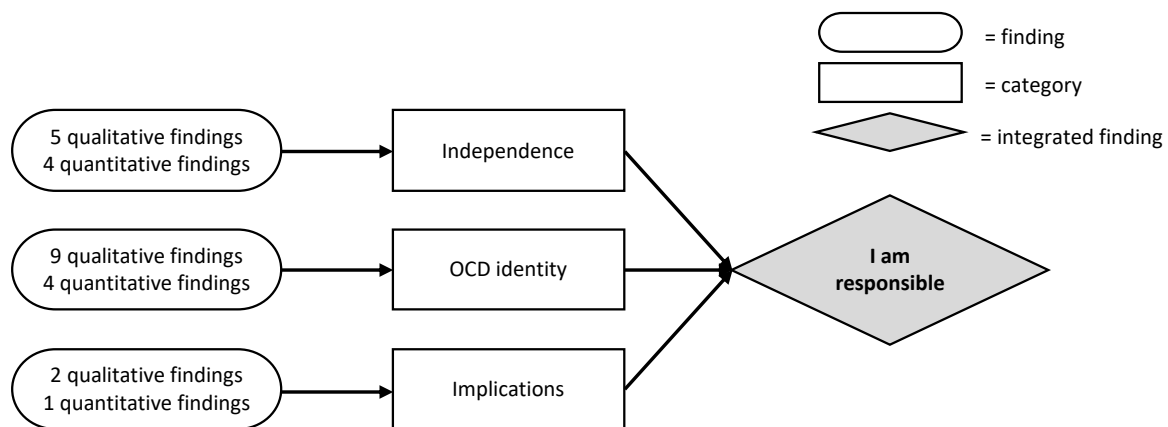 = finding
= category
= integrated finding
5 qualitative findings
4 quantitative findings
Independence
9 qualitative findings
4 quantitative findings
OCD identity
I am
responsible
2 qualitative findings
1 quantitative findings
Implications